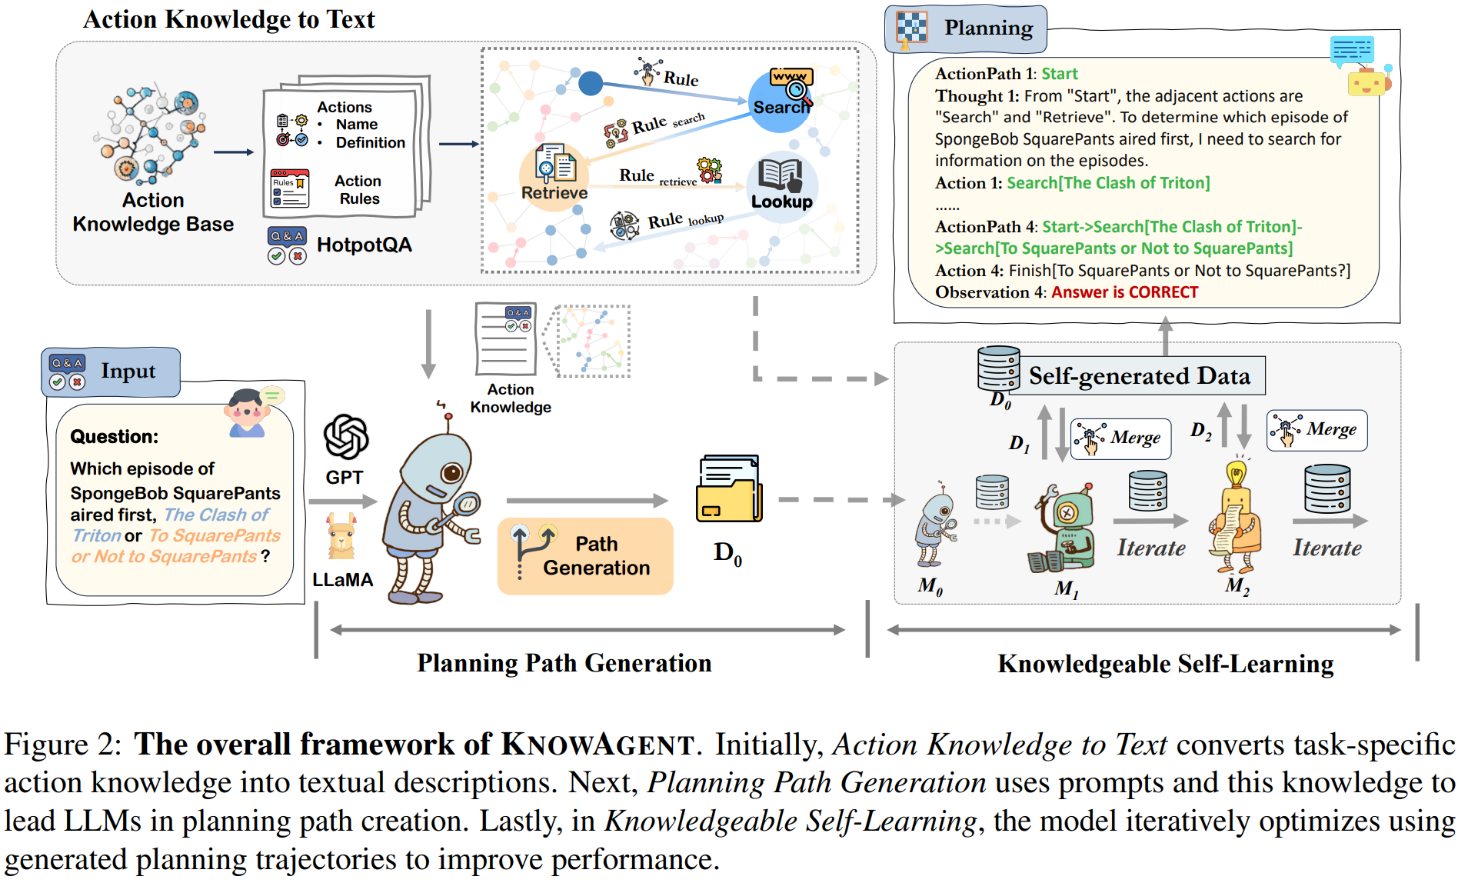 Action Knowledge to Text
Action
Knowledge Base
Actions
• Name
• Definition
Rules
Action
Rules
Q & A
HotpotQA
Rule
www
Search
Rule search
Retrieve
Rule retrieve
Lookup
Rule lookup
Planning
ActionPath 1: Start
Thought 1: From "Start", the adjacent actions are
"Search" and "Retrieve". To determine which episode of
SpongeBob SquarePants aired first, I need to search for
information on the episodes.
Action 1: Search[The Clash of Triton]
......
ActionPath 4: Start->Search[The Clash of Triton]-
>Search[To SquarePants or Not to SquarePants]
Action 4: Finish[To SquarePants or Not to SquarePants?]
Observation 4: Answer is CORRECT
Q & A
Input
Question:
Which episode of
SpongeBob SquarePants
aired first, The Clash of
Triton or To SquarePants
or Not to SquarePants ?
Q & A
Action
Knowledge
GPT
LLaMA
Path
Generation
D0
Self-generated Data
D0
D1
Merge
D2
Merge
M0
M1
Iterate
M2
Iterate
Planning Path Generation
Knowledgeable Self-Learning
Figure 2: The overall framework of KNOWAGENT. Initially, Action Knowledge to Text converts task-specific
action knowledge into textual descriptions. Next, Planning Path Generation uses prompts and this knowledge to
lead LLMs in planning path creation. Lastly, in Knowledgeable Self-Learning, the model iteratively optimizes using
generated planning trajectories to improve performance.